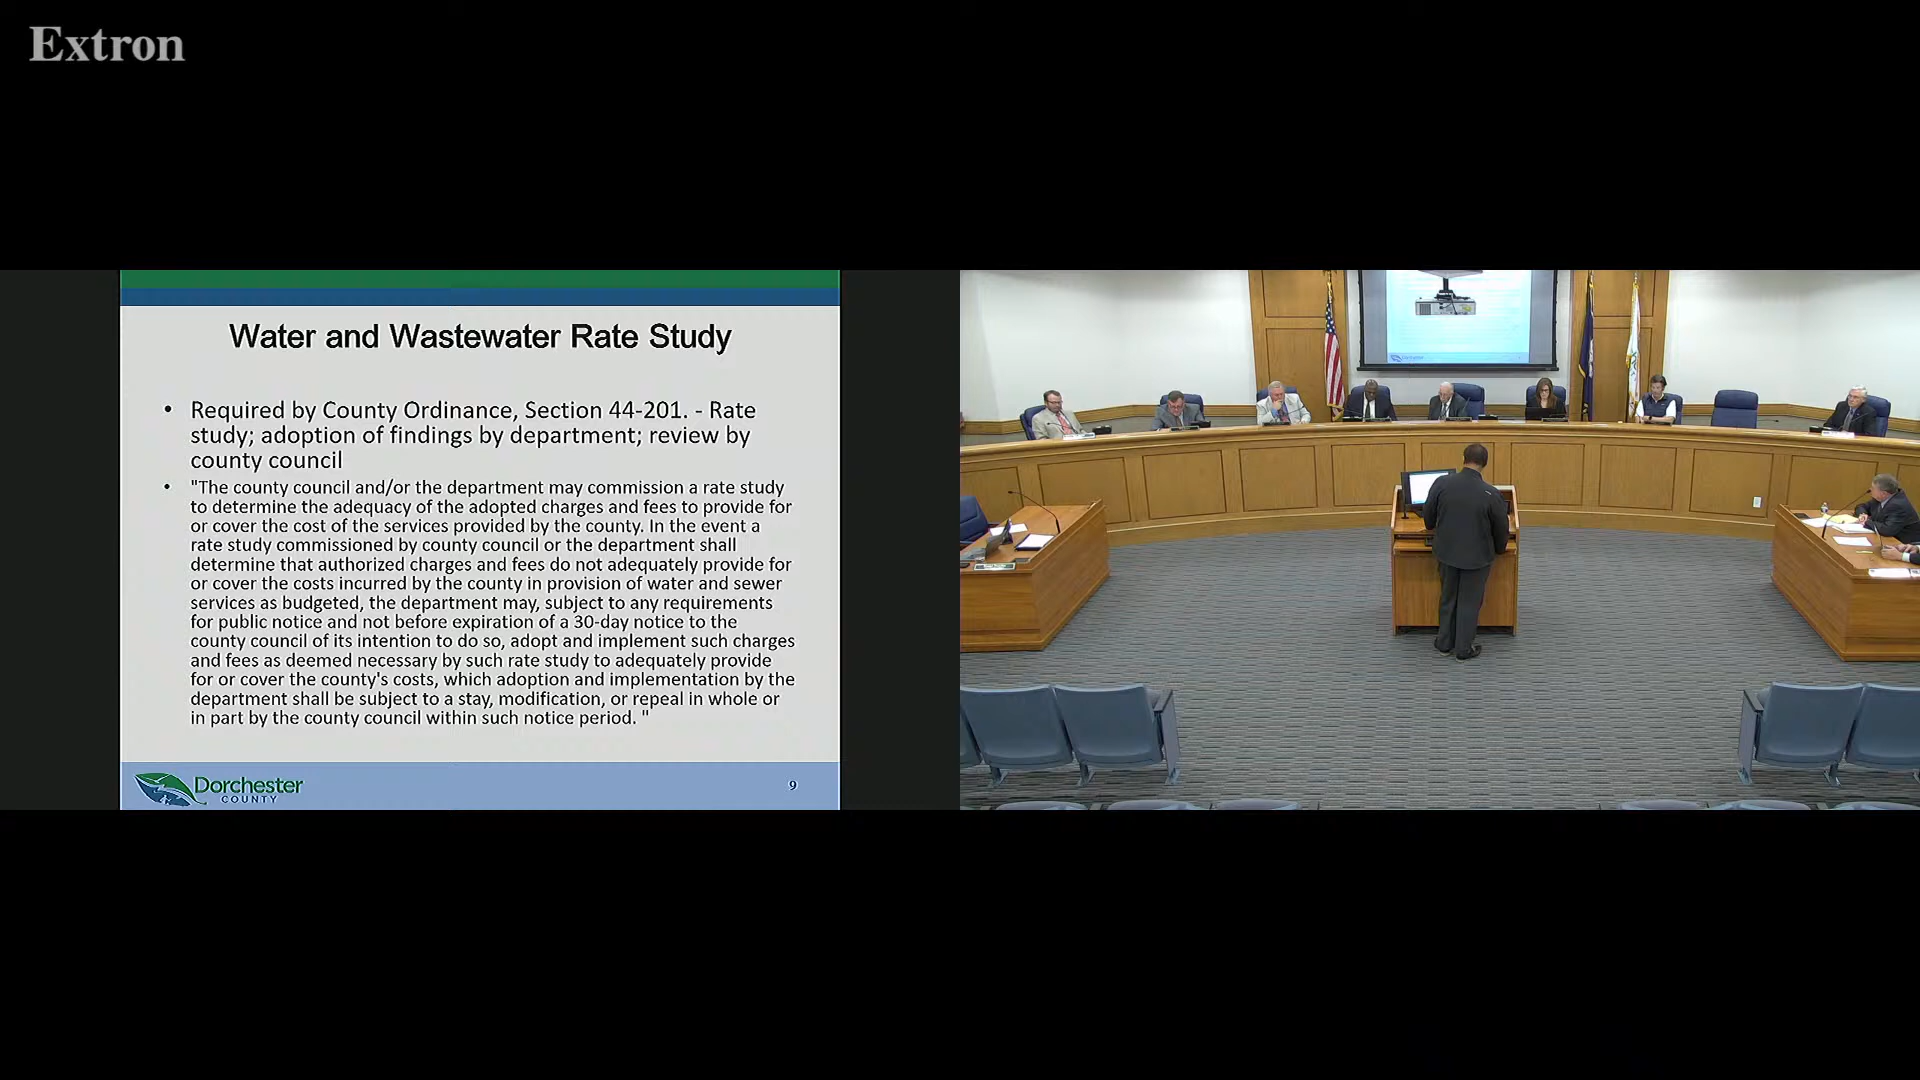 Extron
Water and Wastewater Rate Study
• Required by County Ordinance, Section 44-201. - Rate
study; adoption of findings by department; review by
county council
• "The county council and/or the department may commission a rate study
to determine the adequacy of the adopted charges and fees to provide for
or cover the cost of the services provided by the county. In the event a
rate study commissioned by county council or the department shall
determine that authorized charges and fees do not adequately provide for
or cover the costs incurred by the county in provision of water and sewer
services as budgeted, the department may, subject to any requirements
for public notice and not before expiration of a 30-day notice to the
county council of its intention to do so, adopt and implement such charges
and fees as deemed necessary by such rate study to adequately provide
for or cover the county's costs, which adoption and implementation by the
department shall be subject to a stay, modification, or repeal in whole or
in part by the county council within such notice period. "
Dorchester
COUNTY
9